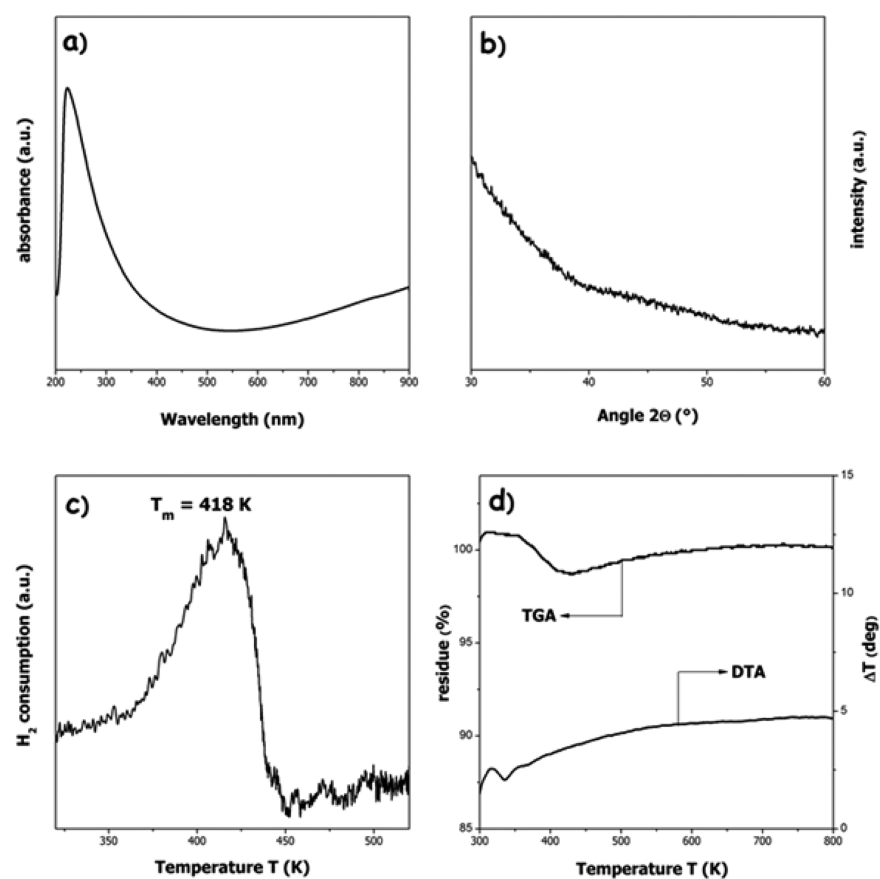 a)
absorbance (a.u.)
200 300 400 500 600 700 800 900
Wavelength (nm)
b)
intensity (a.u.)
30 40 50 60
Angle 2Θ (°)
c)
T_m = 418 K
H_2 consumption (a.u.)
350 400 450 500
Temperature T (K)
d)
residue (%)
100
95
90
85
TGA
DTA
15
10
5
0
ΔT (deg)
300 400 500 600 700 800
Temperature T (K)